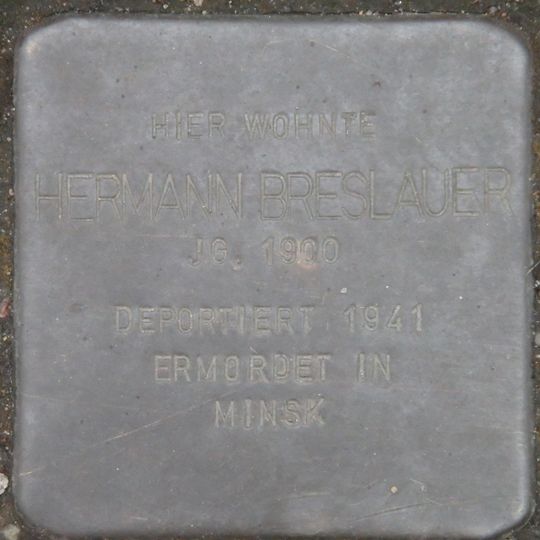 HIER WOHNTE
HERMANN BRESLAUER
JG. 1900
DEPORTIERT 1941
ERMORDET IN
MINSK